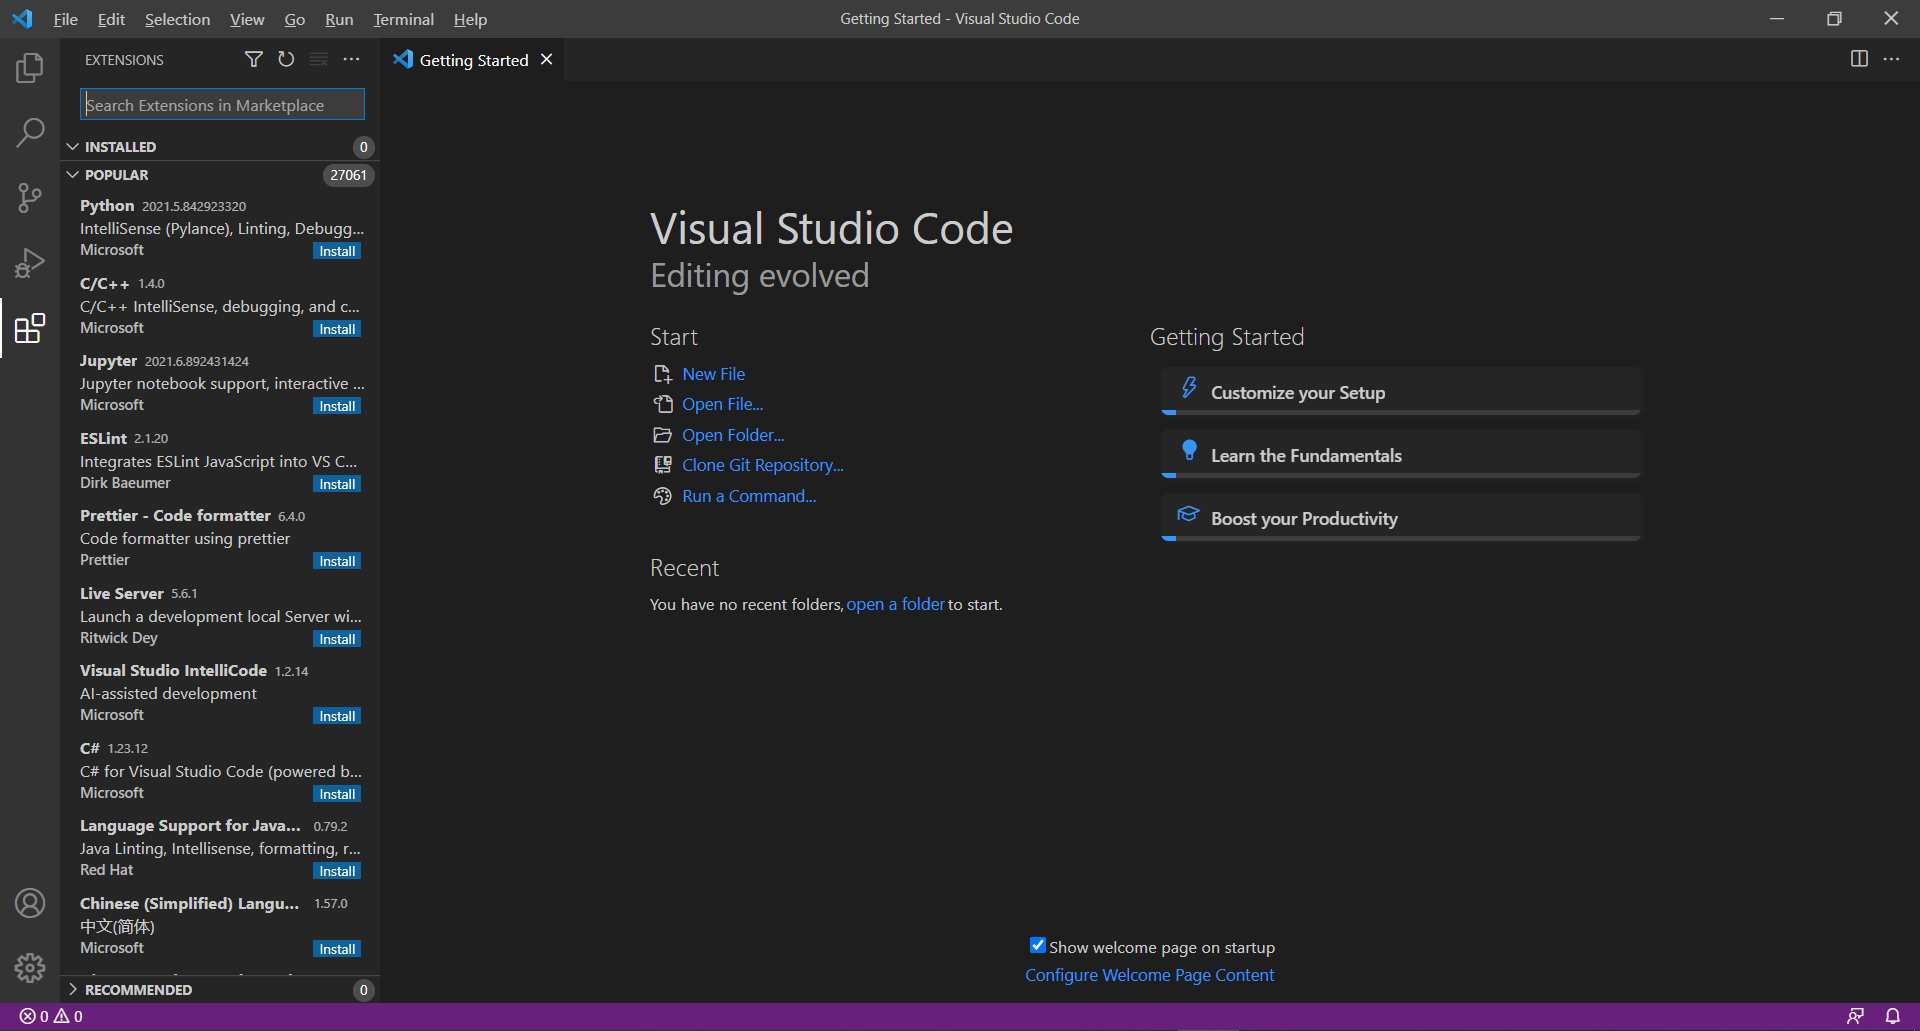 File Edit Selection View Go Run Terminal Help
Getting Started - Visual Studio Code
EXTENSIONS
Getting Started
Search Extensions in Marketplace
INSTALLED 0
POPULAR 27061
Python 2021.5.842923320
IntelliSense (Pylance), Linting, Debugg...
Microsoft Install
C/C++ 1.4.0
C/C++ IntelliSense, debugging, and c...
Microsoft Install
Jupyter 2021.6.892431424
Jupyter notebook support, interactive ...
Microsoft Install
ESLint 2.1.20
Integrates ESLint JavaScript into VS C...
Dirk Baeumer Install
Prettier - Code formatter 6.4.0
Code formatter using prettier
Prettier Install
Live Server 5.6.1
Launch a development local Server wi...
Ritwick Dey Install
Visual Studio IntelliCode 1.2.14
AI-assisted development
Microsoft Install
C# 1.23.12
C# for Visual Studio Code (powered b...
Microsoft Install
Language Support for Java... 0.79.2
Java Linting, Intellisense, formatting, r...
Red Hat Install
Chinese (Simplified) Langu... 1.57.0
中文(简体)
Microsoft Install
RECOMMENDED 0
Visual Studio Code
Editing evolved
Start
New File
Open File...
Open Folder...
Clone Git Repository...
Run a Command...
Recent
You have no recent folders, open a folder to start.
Getting Started
Customize your Setup
Learn the Fundamentals
Boost your Productivity
Show welcome page on startup
Configure Welcome Page Content
0 0